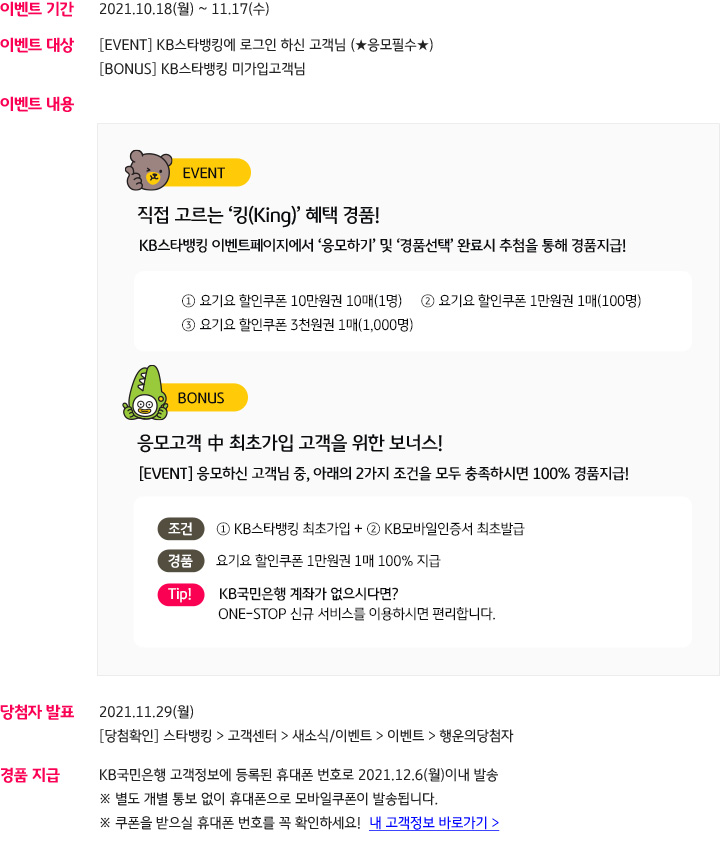 이벤트 기간 2021.10.18(월) ~ 11.17(수)
이벤트 대상 [EVENT] KB스타뱅킹에 로그인 하신 고객님 (★응모필수★)
[BONUS] KB스타뱅킹 미가입고객님
이벤트 내용
EVENT
직접 고르는 ‘킹(King)’ 혜택 경품!
KB스타뱅킹 이벤트페이지에서 ‘응모하기’ 및 ‘경품선택’ 완료시 추첨을 통해 경품지급!
① 요기요 할인쿠폰 10만원권 10매(1명) ② 요기요 할인쿠폰 1만원권 1매(100명)
③ 요기요 할인쿠폰 3천원권 1매(1,000명)
BONUS
응모고객 中 최초가입 고객을 위한 보너스!
[EVENT] 응모하신 고객님 중, 아래의 2가지 조건을 모두 충족하시면 100% 경품지급!
조건 ① KB스타뱅킹 최초가입 + ② KB모바일인증서 최초발급
경품 요기요 할인쿠폰 1만원권 1매 100% 지급
Tip! KB국민은행 계좌가 없으시다면?
ONE-STOP 신규 서비스를 이용하시면 편리합니다.
당첨자 발표 2021.11.29(월)
[당첨확인] 스타뱅킹 > 고객센터 > 새소식/이벤트 > 이벤트 > 행운의당첨자
경품 지급 KB국민은행 고객정보에 등록된 휴대폰 번호로 2021.12.6(월)이내 발송
※ 별도 개별 통보 없이 휴대폰으로 모바일쿠폰이 발송됩니다.
※ 쿠폰을 받으실 휴대폰 번호를 꼭 확인하세요! 내 고객정보 바로가기 >